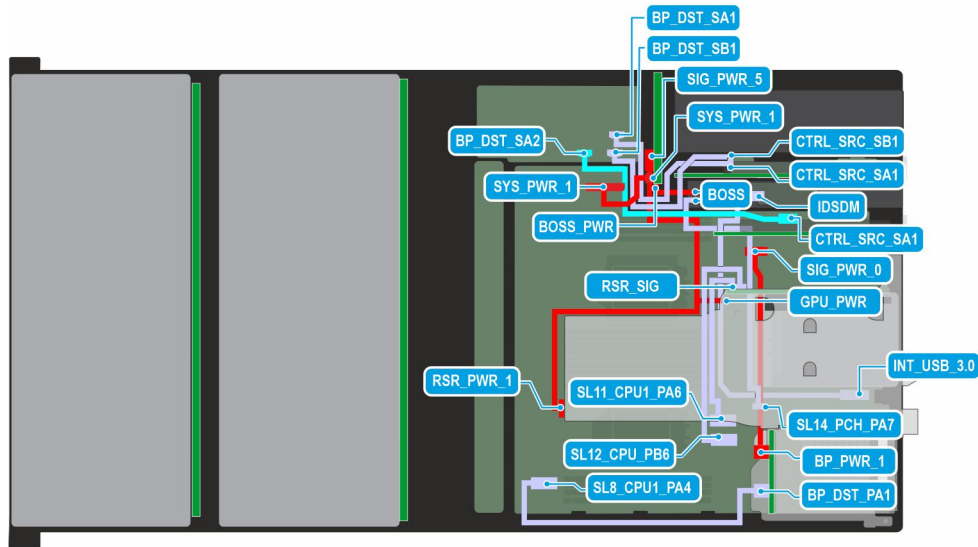 BP_DST_SA1
BP_DST_SB1
SIG_PWR_5
SYS_PWR_1
BP_DST_SA2
CTRL_SRC_SB1
CTRL_SRC_SA1
SYS_PWR_1
BOSS
IDSDM
BOSS_PWR
CTRL_SRC_SA1
SIG_PWR_0
RSR_SIG
GPU_PWR
INT_USB_3.0
RSR_PWR_1
SL11_CPU1_PA6
SL14_PCH_PA7
SL12_CPU_PB6
BP_PWR_1
SL8_CPU1_PA4
BP_DST_PA1